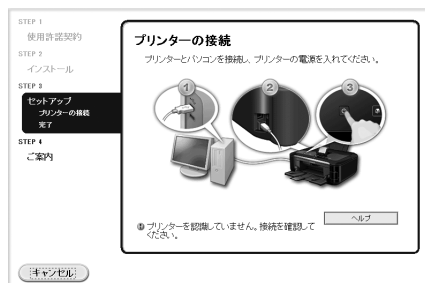 STEP 1
使用許諾契約
STEP 2
インストール
STEP 3
セットアップ
プリンターの接続
完了
STEP 4
ご案内
プリンターの接続
プリンターとパソコンを接続し、プリンターの電源を入れてください。
1
2
3
プリンターを認識していません。接続を確認して
ください。
ヘルプ
キャンセル